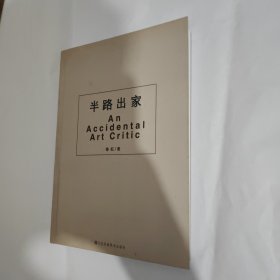 半路出家
An
Accidental
Art Critic